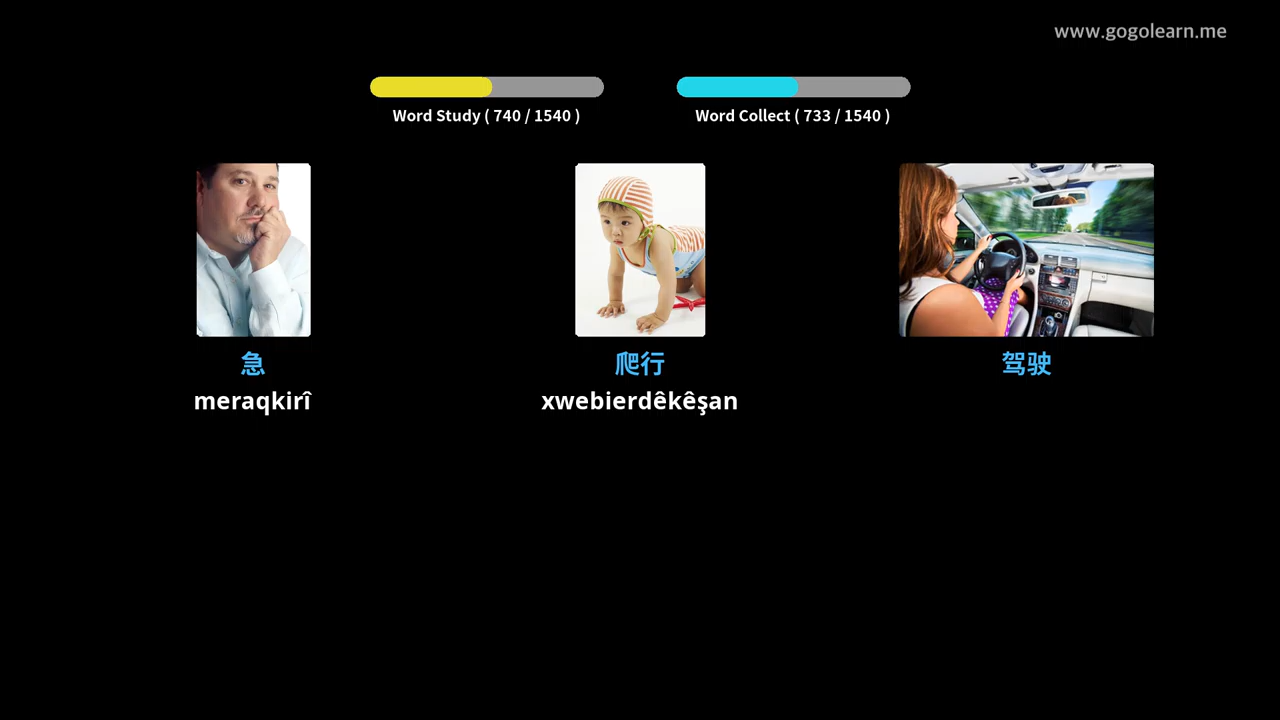 www.gogolearn.me
Word Study ( 740 / 1540 )
Word Collect ( 733 / 1540 )
急
爬行
驾驶
meraqkirî
xwebierdêkêşan